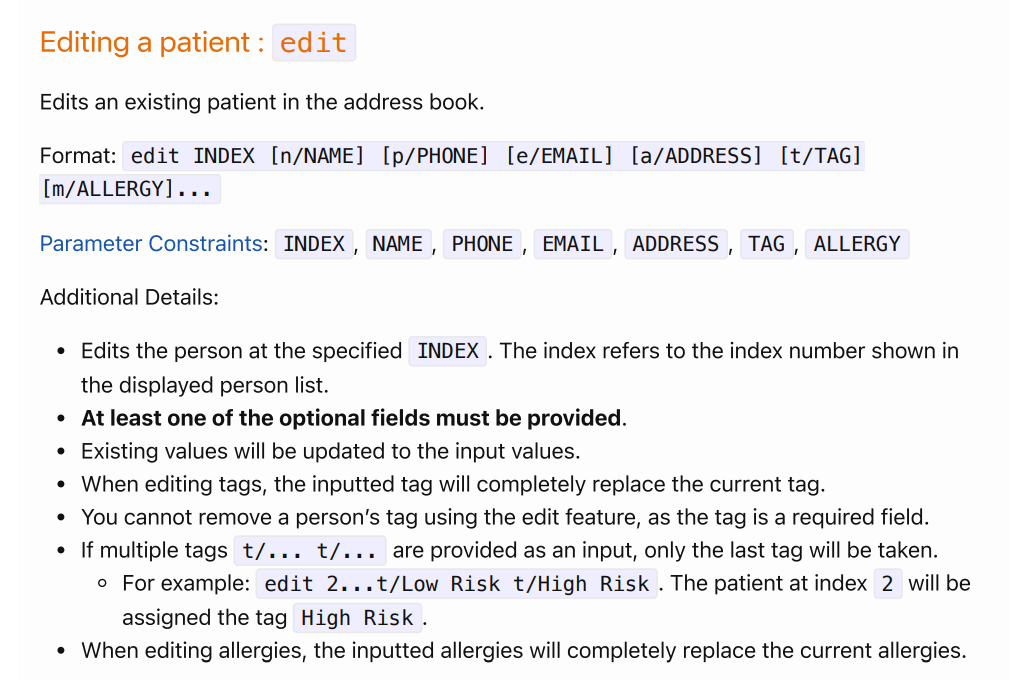 Editing a patient : edit
Edits an existing patient in the address book.
Format: edit INDEX [n/NAME] [p/PHONE] [e/EMAIL] [a/ADDRESS] [t/TAG]
[m/ALLERGY]...
Parameter Constraints: INDEX, NAME, PHONE, EMAIL, ADDRESS, TAG, ALLERGY
Additional Details:
• Edits the person at the specified INDEX. The index refers to the index number shown in
the displayed person list.
• At least one of the optional fields must be provided.
• Existing values will be updated to the input values.
• When editing tags, the inputted tag will completely replace the current tag.
• You cannot remove a person’s tag using the edit feature, as the tag is a required field.
• If multiple tags t/... t/... are provided as an input, only the last tag will be taken.
◦ For example: edit 2...t/Low Risk t/High Risk. The patient at index 2 will be
assigned the tag High Risk.
• When editing allergies, the inputted allergies will completely replace the current allergies.